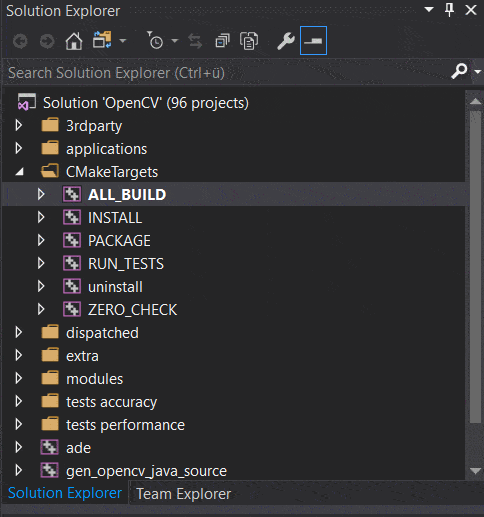 Solution Explorer
Search Solution Explorer (Ctrl+ü)
Solution 'OpenCV' (96 projects)
3rdparty
applications
CMakeTargets
ALL_BUILD
INSTALL
PACKAGE
RUN_TESTS
uninstall
ZERO_CHECK
dispatched
extra
modules
tests accuracy
tests performance
ade
gen_opencv_java_source
Solution Explorer Team Explorer